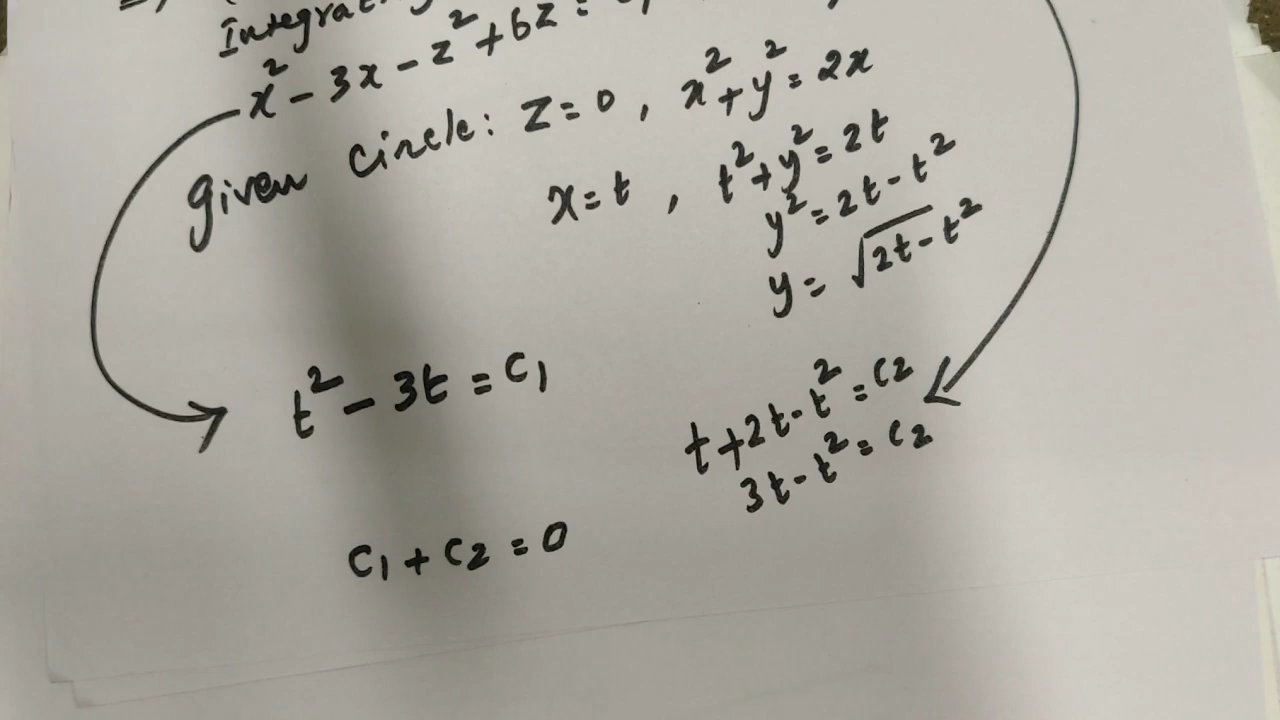 Integrat
x² - 3x - z² + 6z =
given circle: z = 0, x² + y² = 2x
x = t, t² + y² = 2t
y² = 2t - t²
y = √2t - t²
t² - 3t = c₁
t + 2t - t² = c₂
3t - t² = c₂
c₁ + c₂ = 0